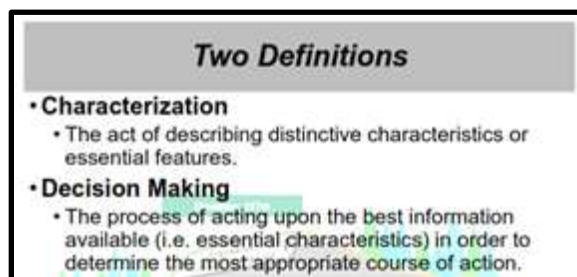 Two Definitions
• Characterization
• The act of describing distinctive characteristics or
essential features.
• Decision Making
• The process of acting upon the best information
available (i.e. essential characteristics) in order to
determine the most appropriate course of action.